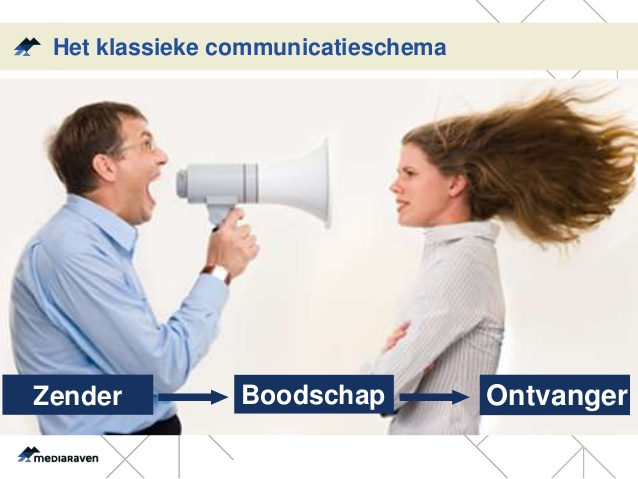 Het klassieke communicatieschema
Zender
Boodschap
Ontvanger
mediaraven